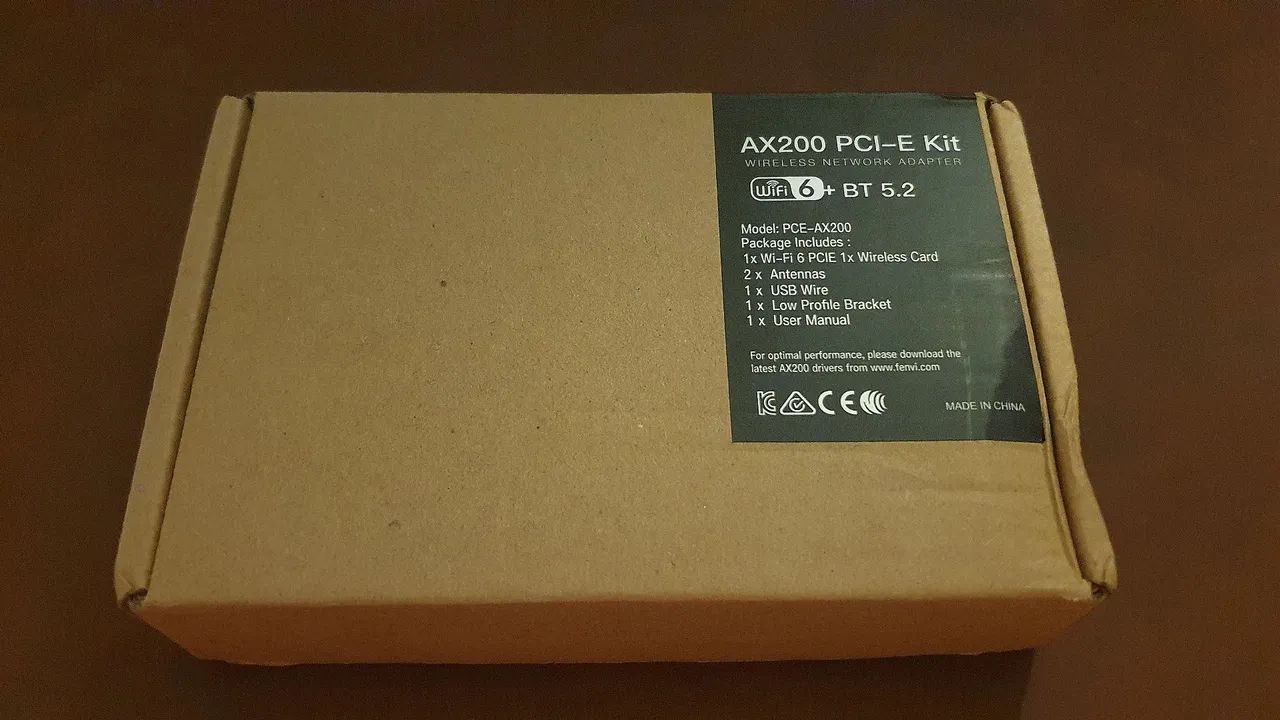 AX200 PCI-E Kit
WIRELESS NETWORK ADAPTER
WiFi 6 + BT 5.2
Model: PCE-AX200
Package Includes :
1x Wi-Fi 6 PCIE 1x Wireless Card
2 x Antennas
1 x USB Wire
1 x Low Profile Bracket
1 x User Manual
For optimal performance, please download the
latest AX200 drivers from www.fenvi.com
CE
MADE IN CHINA